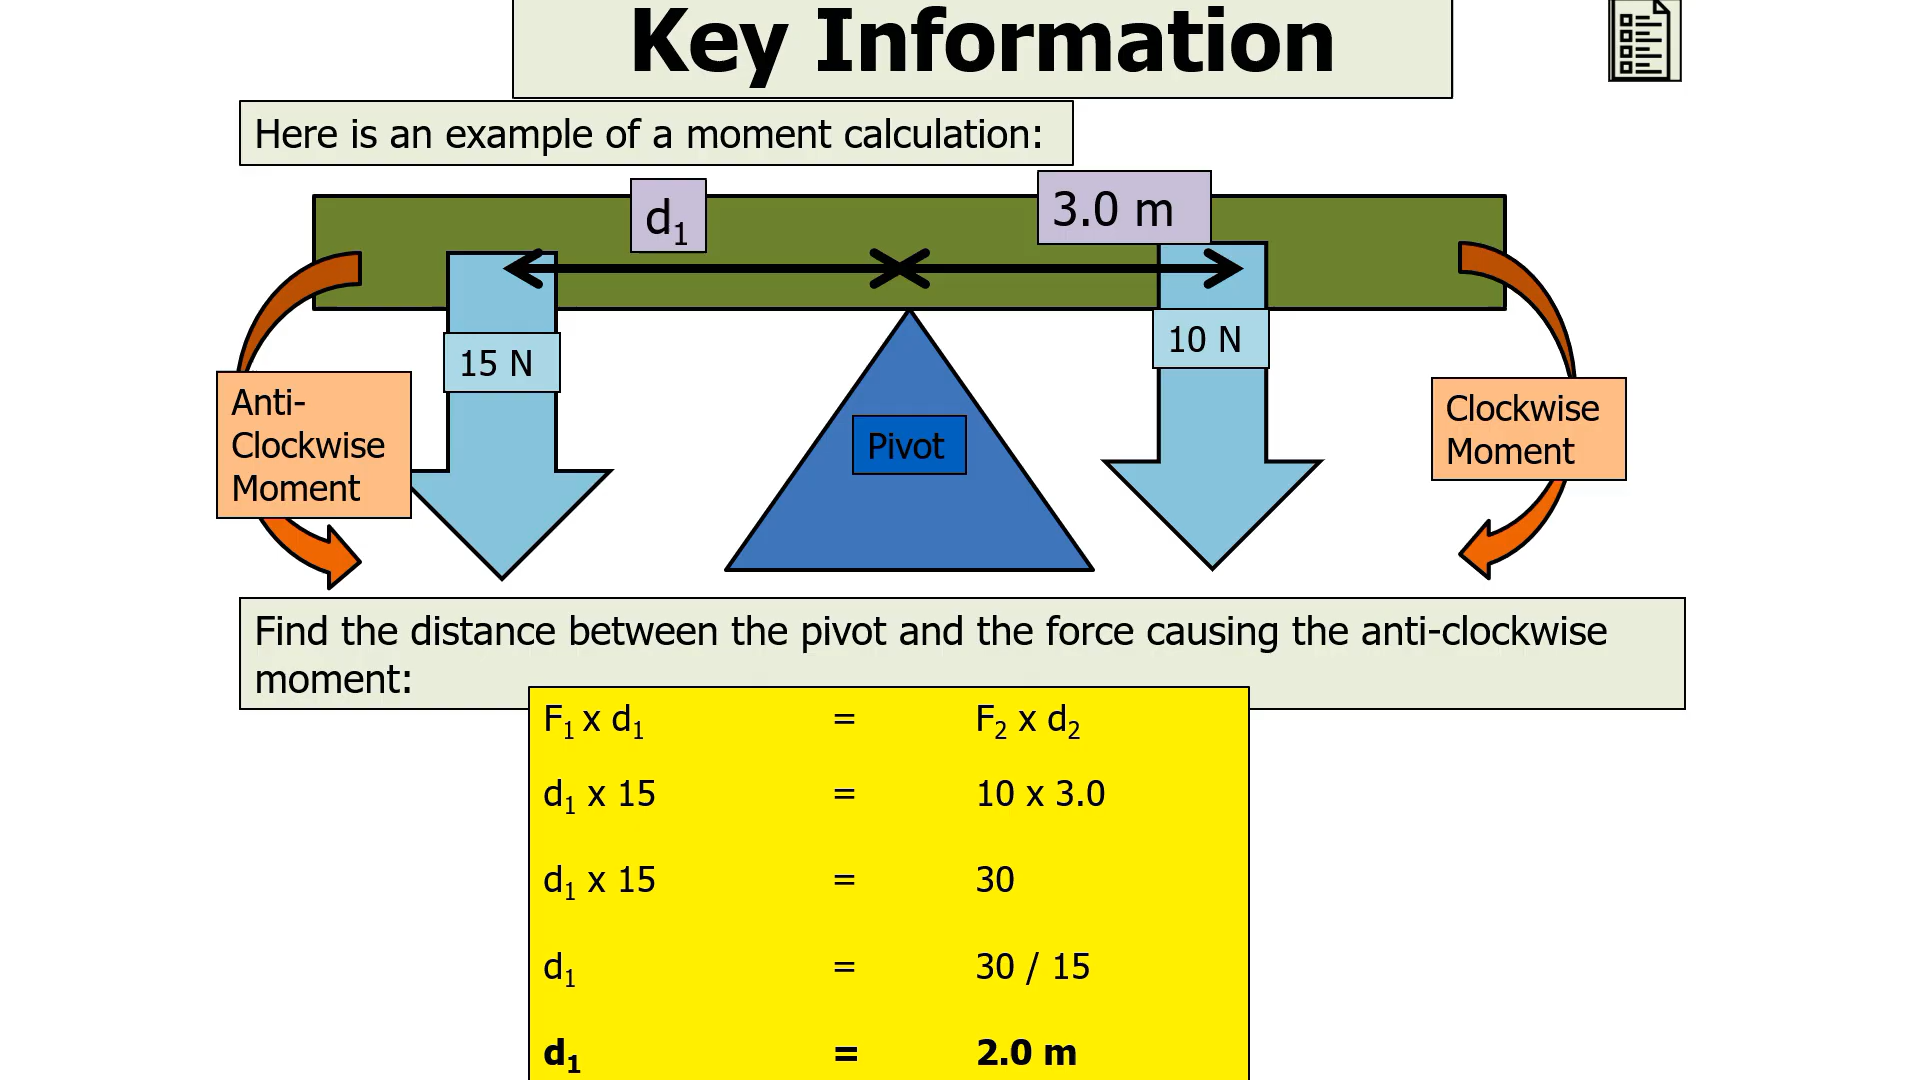 Key Information
Here is an example of a moment calculation:
d₁
3.0 m
15 N
10 N
Anti-
Clockwise
Moment
Pivot
Clockwise
Moment
Find the distance between the pivot and the force causing the anti-clockwise
moment:
F₁ x d₁ = F₂ x d₂
d₁ x 15 = 10 x 3.0
d₁ x 15 = 30
d₁ = 30 / 15
d₁ = 2.0 m